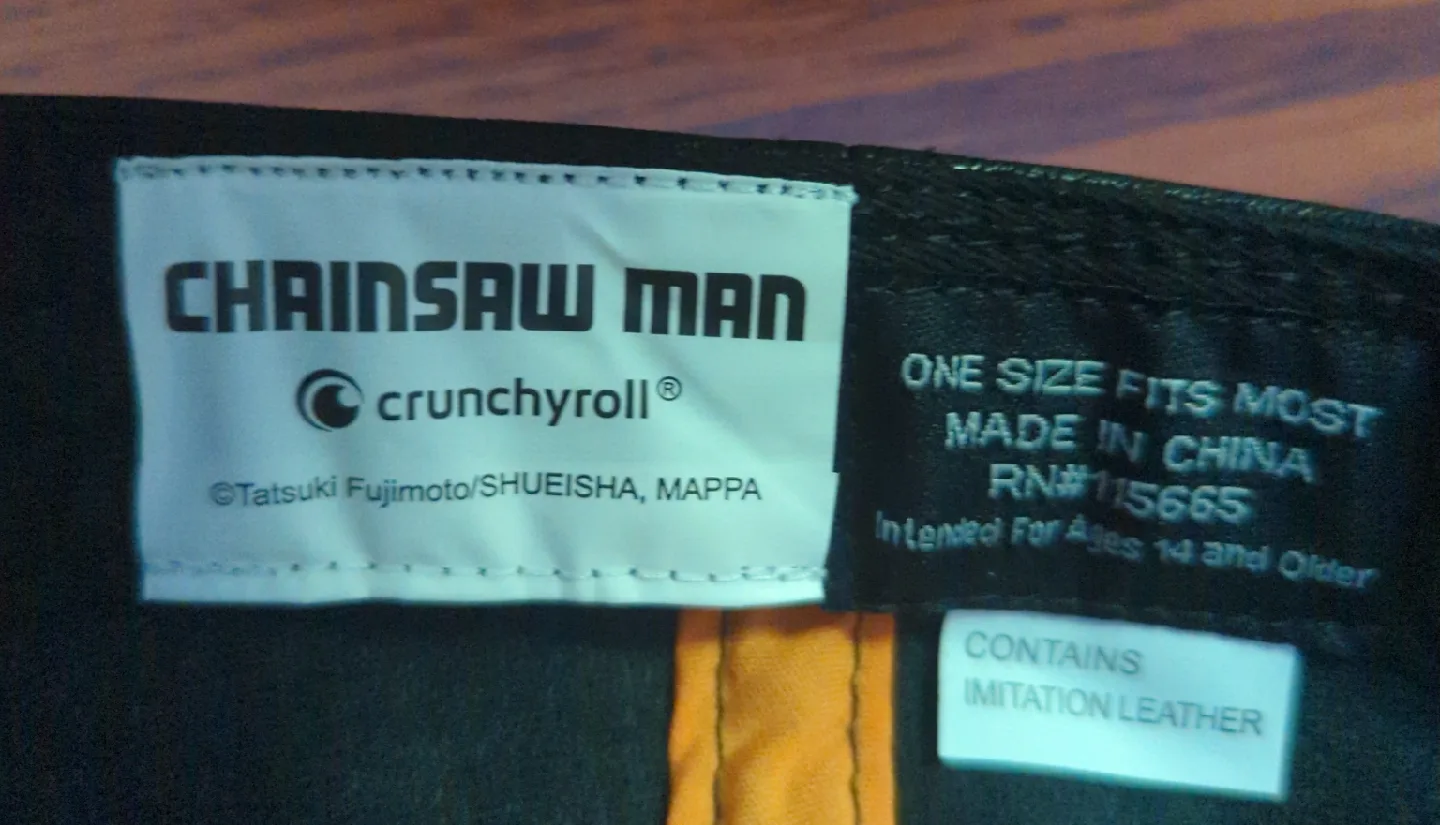 CHAINSAW MAN
crunchyroll®
©Tatsuki Fujimoto/SHUEISHA, MAPPA
ONE SIZE FITS MOST
MADE IN CHINA
RN#115665
Intended For Ages 14 and Older
CONTAINS
IMITATION LEATHER